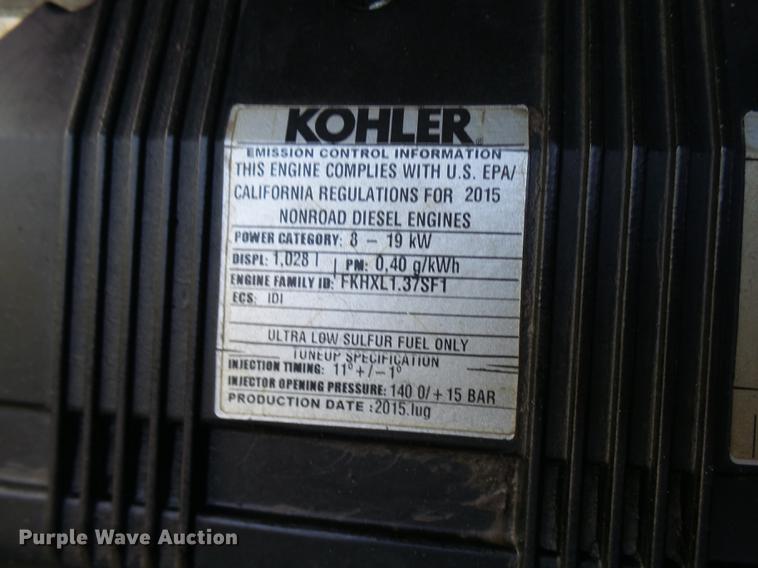 KOHLER
EMISSION CONTROL INFORMATION
THIS ENGINE COMPLIES WITH U.S. EPA/
CALIFORNIA REGULATIONS FOR 2015
NONROAD DIESEL ENGINES
POWER CATEGORY: 8 – 19 kW
DISPL: 1,028 l | PM: 0,40 g/kWh
ENGINE FAMILY ID: FKHXL1.37SF1
ECS: IDI
ULTRA LOW SULFUR FUEL ONLY
TUNEUP SPECIFICATION
INJECTION TIMING: 11° +/–1°
INJECTOR OPENING PRESSURE: 140 0/+ 15 BAR
PRODUCTION DATE :2015.lug
Purple Wave Auction